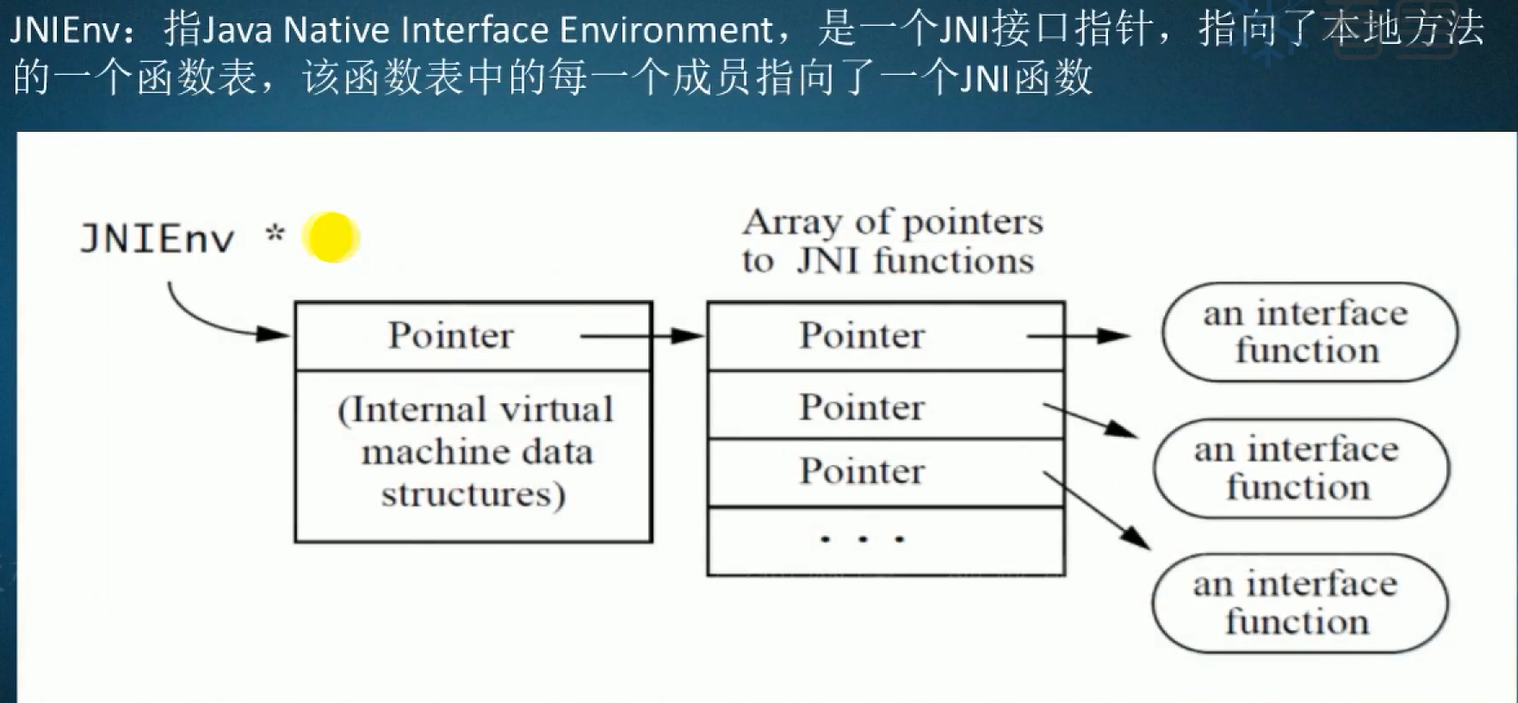 JNIEnv：指Java Native Interface Environment，是一个JNI接口指针，指向了本地方法
的一个函数表，该函数表中的每一个成员指向了一个JNI函数
JNIEnv *
Pointer
(Internal virtual
machine data
structures)
Array of pointers
to JNI functions
Pointer
Pointer
Pointer
. . .
an interface
function
an interface
function
an interface
function